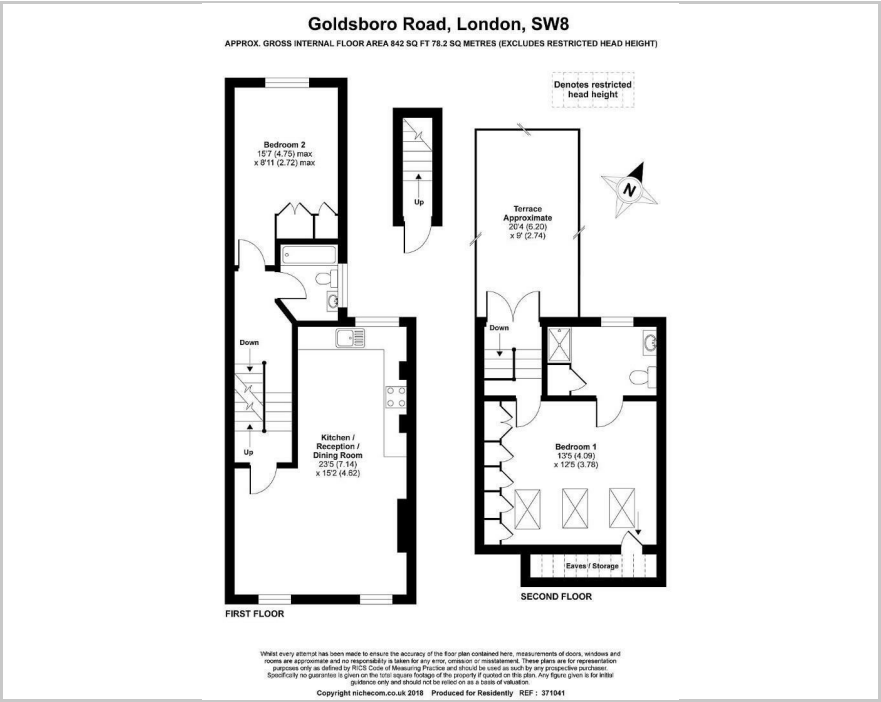 Goldsboro Road, London, SW8
APPROX. GROSS INTERNAL FLOOR AREA 842 SQ FT 78.2 SQ METRES (EXCLUDES RESTRICTED HEAD HEIGHT)
Denotes restricted
head height
Bedroom 2
15'7 (4.75) max
x 8'11 (2.72) max
Up
Terrace
Approximate
20'4 (6.20)
x 9' (2.74)
N
Down
Down
Up
Kitchen /
Reception /
Dining Room
23'5 (7.14)
x 15'2 (4.62)
Bedroom 1
13'5 (4.09)
x 12'5 (3.78)
Eaves / Storage
FIRST FLOOR
SECOND FLOOR
Whilst every attempt has been made to ensure the accuracy of the floor plan contained here, measurements of doors, windows and
rooms are approximate and no responsibility is taken for any error, omission or misstatement. These plans are for representation
purposes only as defined by RICS Code of Measuring Practice and should be used as such by any prospective purchaser.
Specifically no guarantee is given on the total square footage of the property if quoted on this plan. Any figure given is for initial
guidance only and should not be relied on as a basis of valuation.
Copyright nichecom.co.uk 2018 Produced for Residently REF : 371041